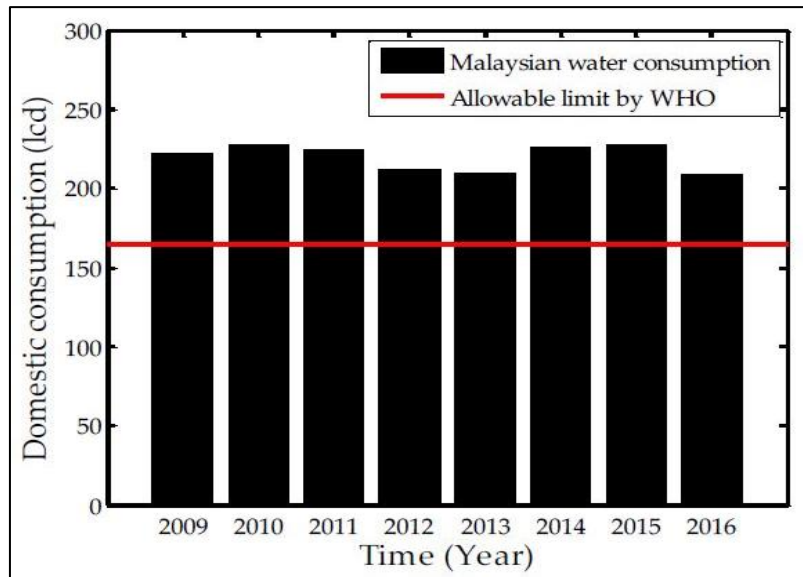 300
250
200
150
100
50
0
Domestic consumption (lcd)
Malaysian water consumption
Allowable limit by WHO
2009 2010 2011 2012 2013 2014 2015 2016
Time (Year)